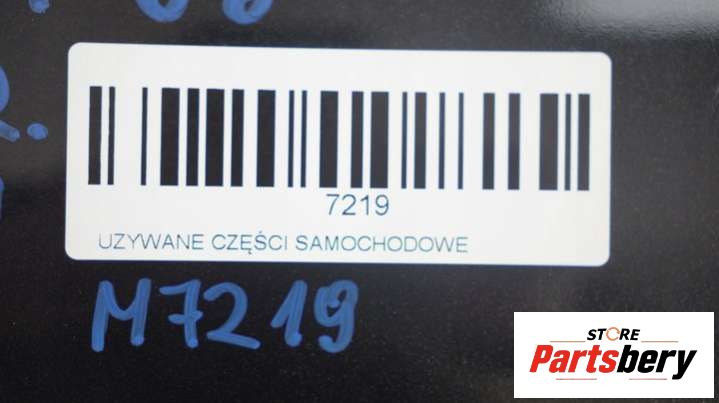 7219
UZYWANE CZĘŚCI SAMOCHODOWE
M7219
STORE
Partsbery